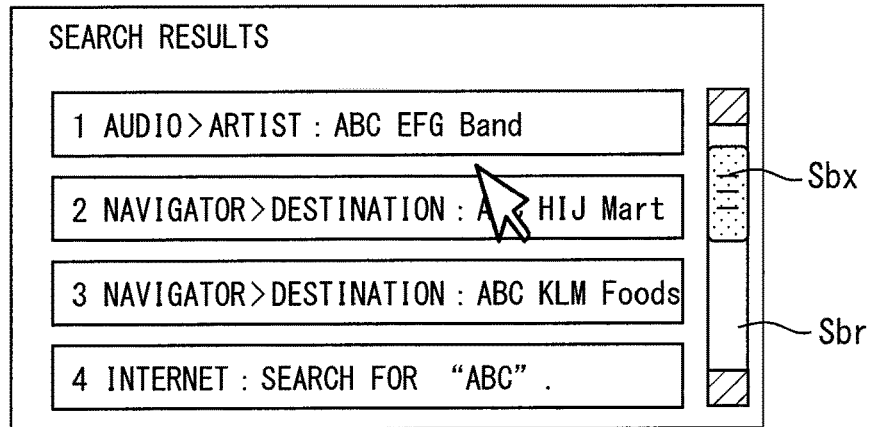 SEARCH RESULTS
1 AUDIO>ARTIST : ABC EFG Band
2 NAVIGATOR>DESTINATION : HIJ Mart
3 NAVIGATOR>DESTINATION : ABC KLM Foods
4 INTERNET : SEARCH FOR “ABC”.
Sbx
Sbr